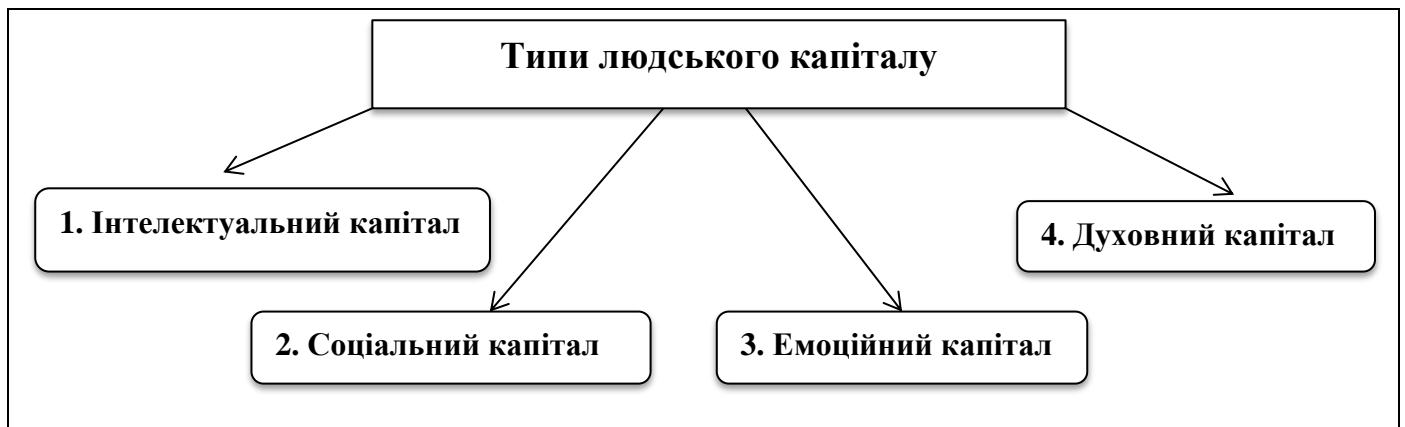 Типи людського капіталу
1. Інтелектуальний капітал
2. Соціальний капітал
3. Емоційний капітал
4. Духовний капітал